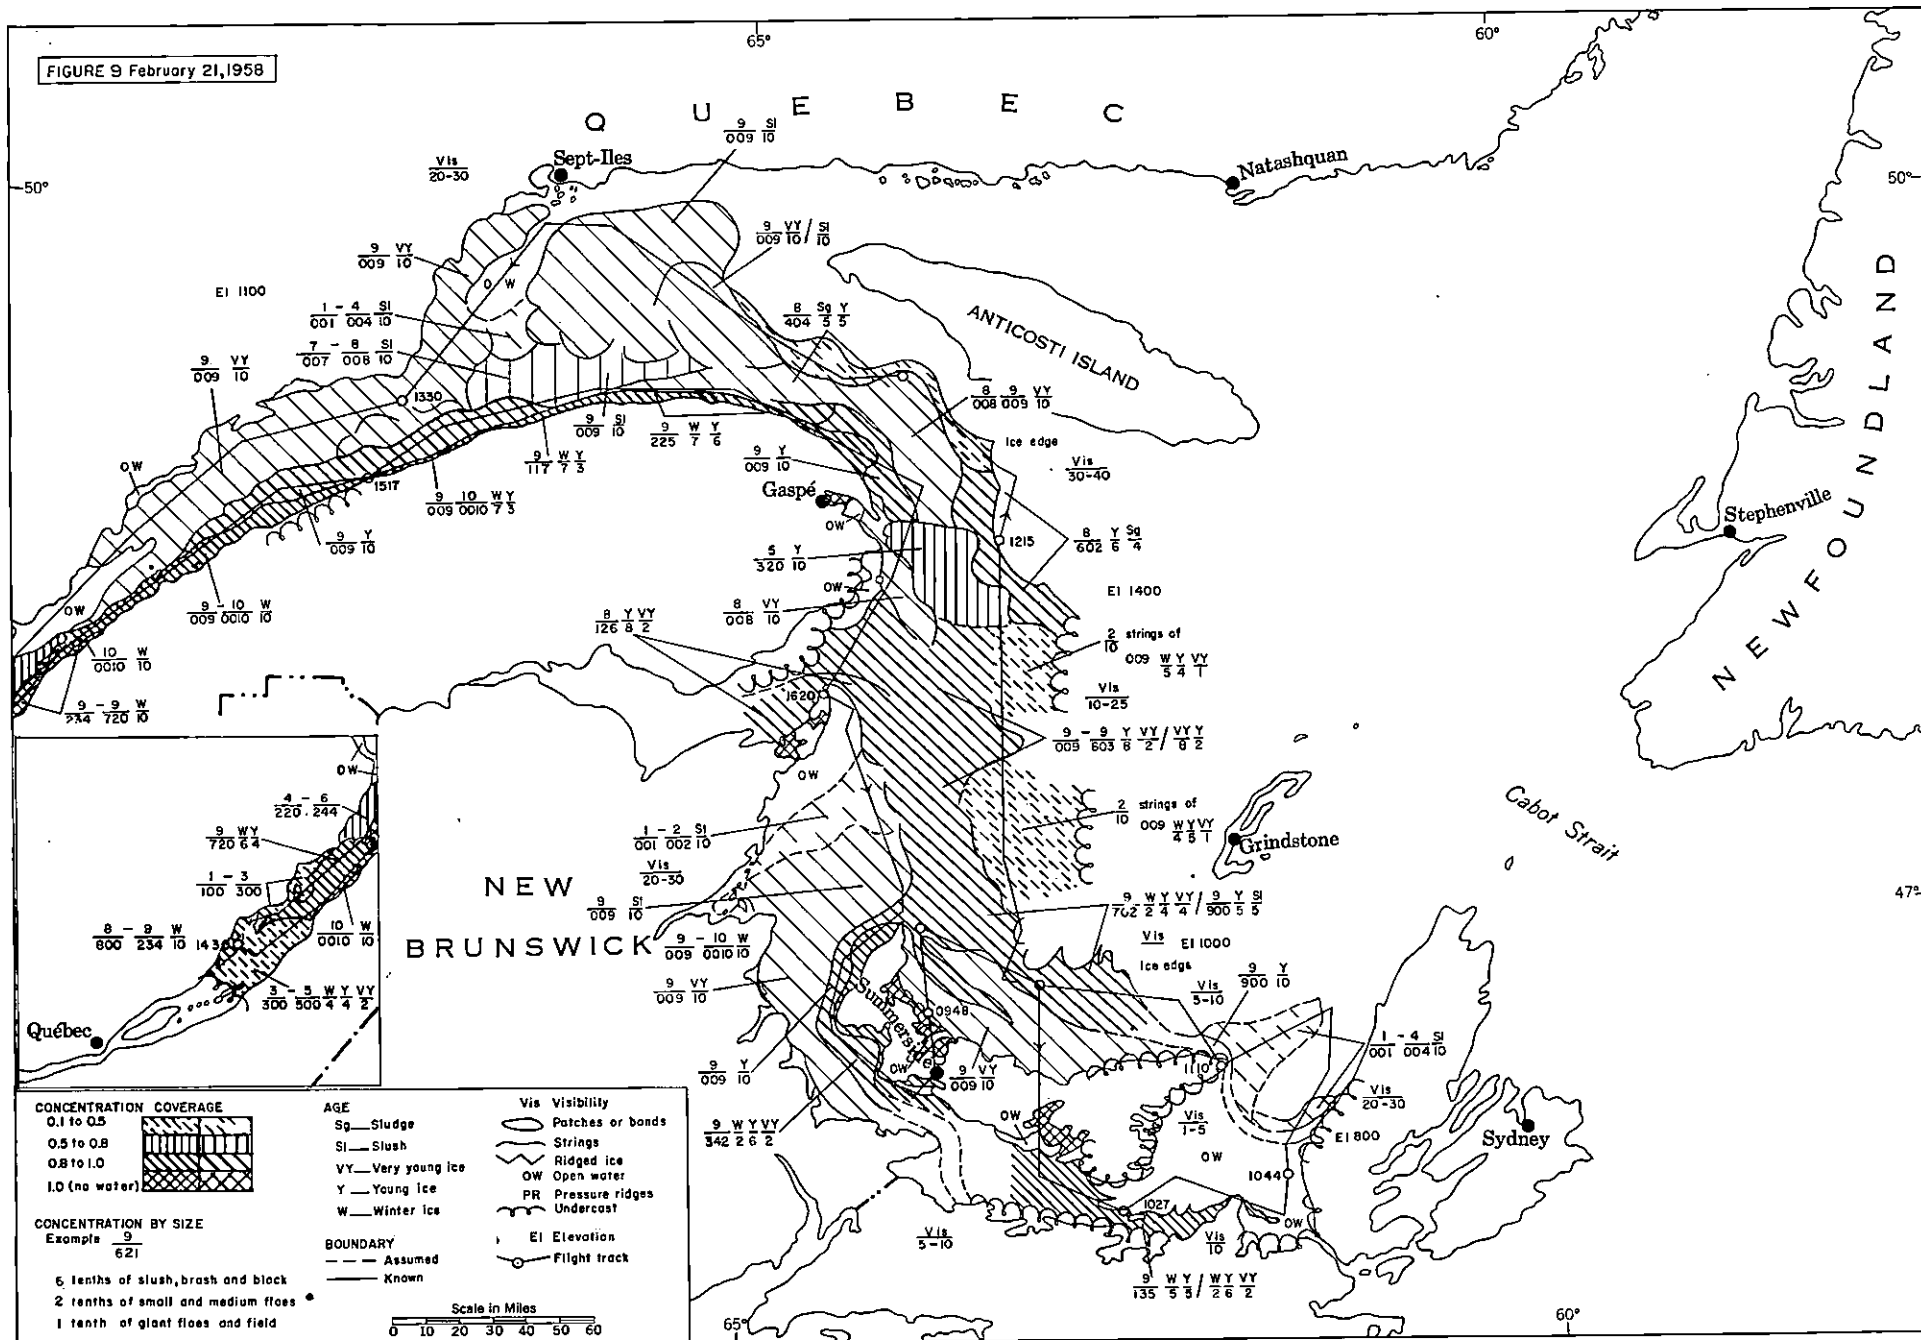 FIGURE 9 February 21, 1958
65°
60°
QUEBEC
9/009 SI/10
Vis/20-30
Sept-Iles
Natashquan
50°
50°
9/009 VY/10
9/009 VY/10 / SI/10
OW
EI 1100
1/001 - 4/004 SI/10
8/404 Sg/5 Y/5
ANTICOSTI ISLAND
7/007 - 8/008 SI/10
9/009 VY/10
1330
8/008 9/009 VY/10
9/009 SI/10
9/225 W/7 Y/6
Ice edge
OW
9/117 W/7 Y/3
9/009 Y/10
Vis/30-40
1517
Gaspé
9/009 10/0010 W/7 Y/3
OW
Stephenville
9/009 Y/10
5/320 Y/10
1215
8/602 Y/6 Sg/4
OW
EI 1400
OW
9/009 - 10/0010 W/10
8/126 Y/8 VY/2
8/008 VY/10
2/10 strings of
009 W/5 Y/4 VY/1
10/0010 W/10
1620
Vis/10-25
9/234 - 9/720 W/10
9/009 - 9/603 Y/8 VY/2 / VY/8 Y/2
NEWFOUNDLAND
OW
OW
4/220 - 6/244
Cabot Strait
2/10 strings of
009 W/4 Y/5 VY/1
9/720 W/6 Y/4
1/001 - 2/002 SI/10
Grindstone
Vis/20-30
1/100 - 3/300
NEW
47°
9/009 SI/10
9/702 W/2 Y/4 VY/4 / 9/900 Y/5 SI/5
8/800 - 9/234 W/10
10/0010 W/10
BRUNSWICK
9/009 - 10/0010 W/10
Vis EI 1000
Ice edge
9/900 Y/10
3/300 - 5/500 W/4 Y/4 VY/2
9/009 VY/10
Vis/5-10
Summerside
0948
Québec
1/001 - 4/004 SI/10
9/009 Y/10
9/009 VY/10
1110
OW
Vis/20-30
9/342 W/2 Y/6 VY/2
OW
Vis/1-5
EI 800
Sydney
OW
1044
1027
OW
Vis/5-10
Vis/10
9/135 W/5 Y/5 / W/2 Y/6 VY/2
65°
60°
CONCENTRATION COVERAGE
0.1 to 0.5
0.5 to 0.8
0.8 to 1.0
1.0 (no water)
CONCENTRATION BY SIZE
Example 9/621
6 tenths of slush, brash and block
2 tenths of small and medium floes
1 tenth of giant floes and field
AGE
Sg__Sludge
SI__Slush
VY__Very young ice
Y __Young ice
W__Winter ice
BOUNDARY
Assumed
Known
Vis Visibility
Patches or bands
Strings
Ridged ice
OW Open water
PR Pressure ridges
Undercast
EI Elevation
Flight track
Scale in Miles
0 10 20 30 40 50 60